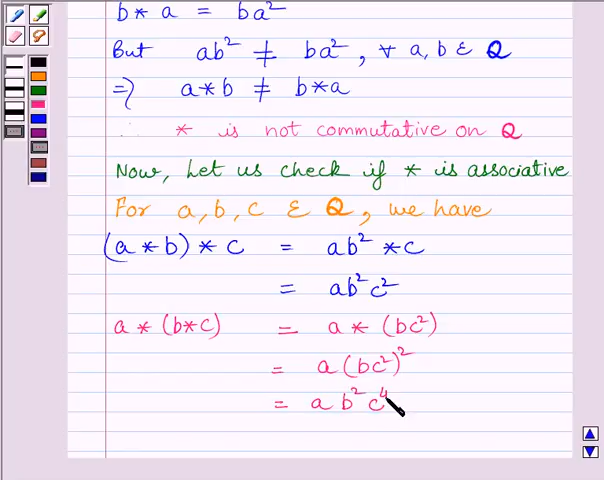 b * a = ba²
But ab² ≠ ba², ∀ a, b ε Q
⇒ a*b ≠ b*a
∴ * is not commutative on Q
Now, Let us check if * is associative
For a, b, c ε Q, we have
(a * b) * c = ab² * c
= ab²c²
a * (b*c) = a * (bc²)
= a (bc²)²
= a b² c⁴